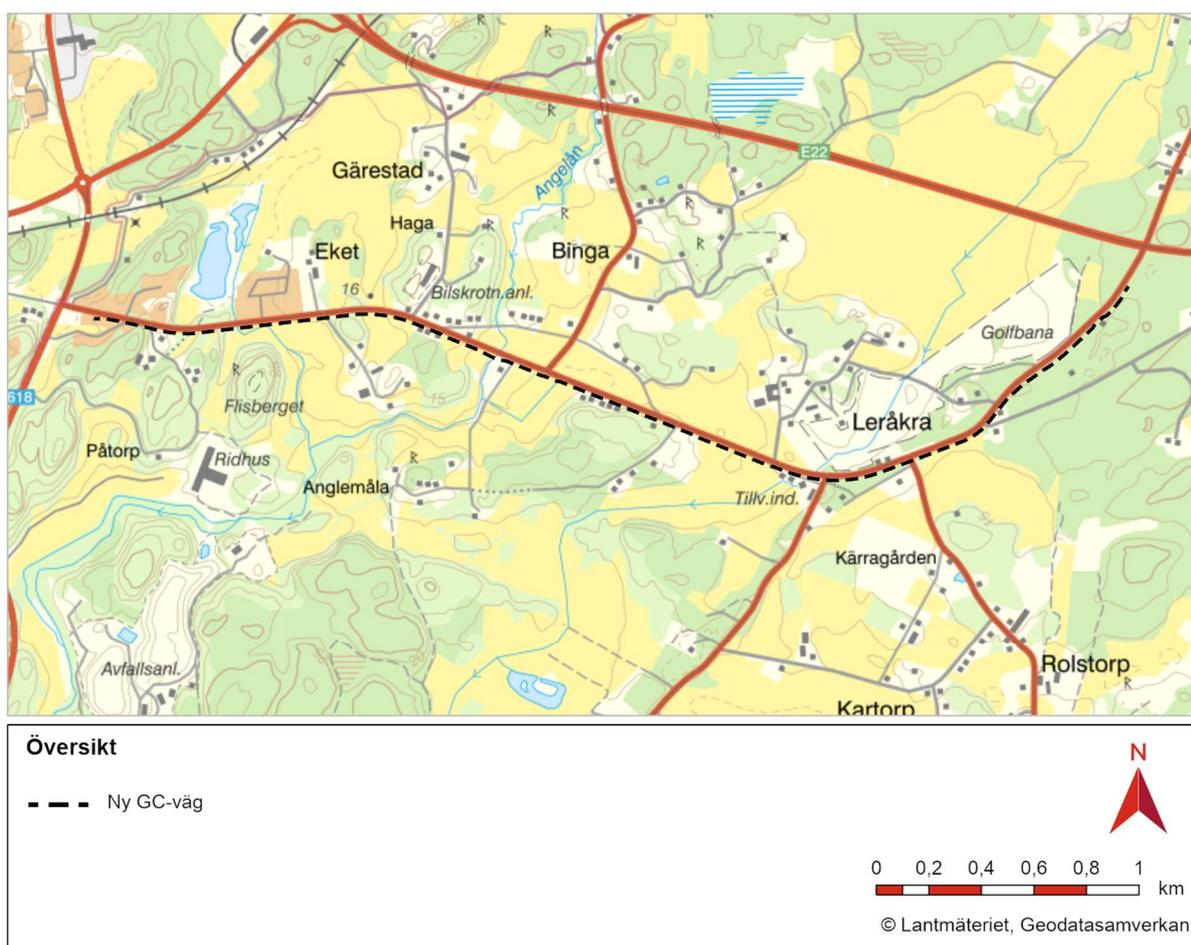 E22
Gärestad
Angelån
Haga
Eket
Binga
16
Bilskrotn.anl.
Golfbana
618
15
Flisberget
Leråkra
Påtorp
Ridhus
Anglemåla
Tillv.ind.
Kärragården
Avfallsanl.
Rolstorp
Kartorp
R
R
R
R
R
R
R
R
R
R
Översikt
N
Ny GC-väg
0 0,2 0,4 0,6 0,8 1
km
© Lantmäteriet, Geodatasamverkan